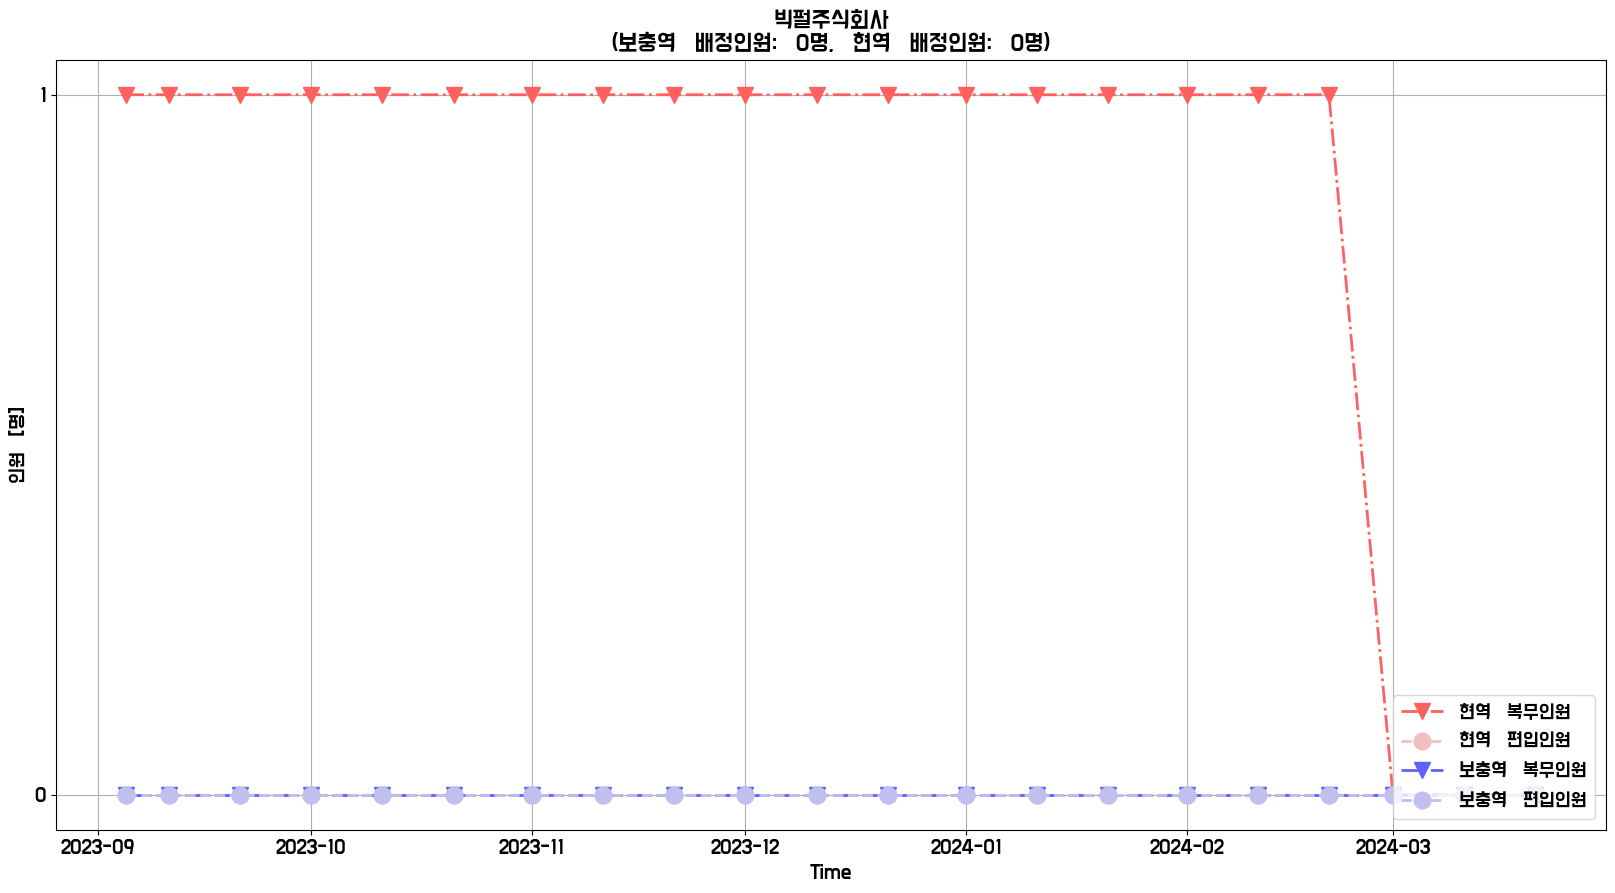 빅펄주식회사
(보충역 배정인원: 0명, 현역 배정인원: 0명)
1
0
인원 [명]
2023-09 2023-10 2023-11 2023-12 2024-01 2024-02 2024-03
Time
현역 복무인원
현역 편입인원
보충역 복무인원
보충역 편입인원